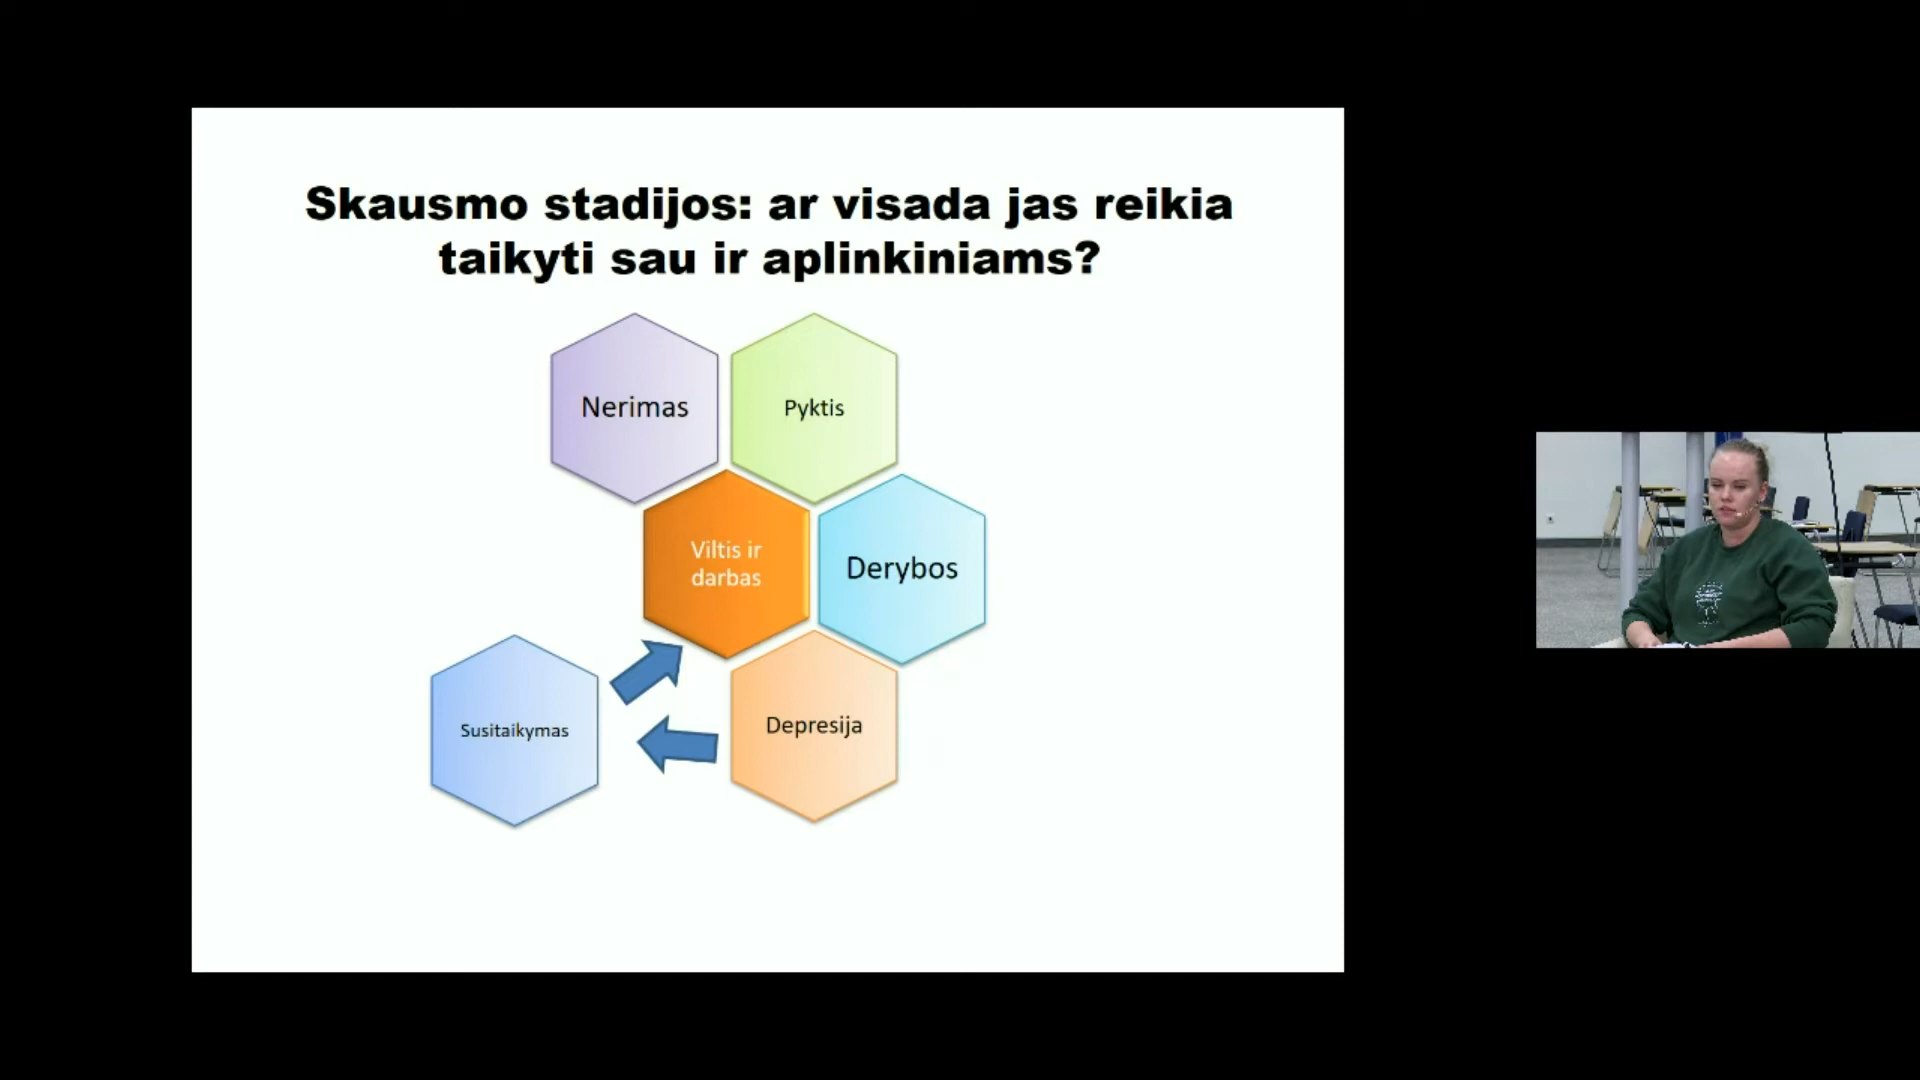 Skausmo stadijos: ar visada jas reikia
taikyti sau ir aplinkiniams?
Nerimas
Pyktis
Viltis ir
darbas
Derybos
Susitaikymas
Depresija